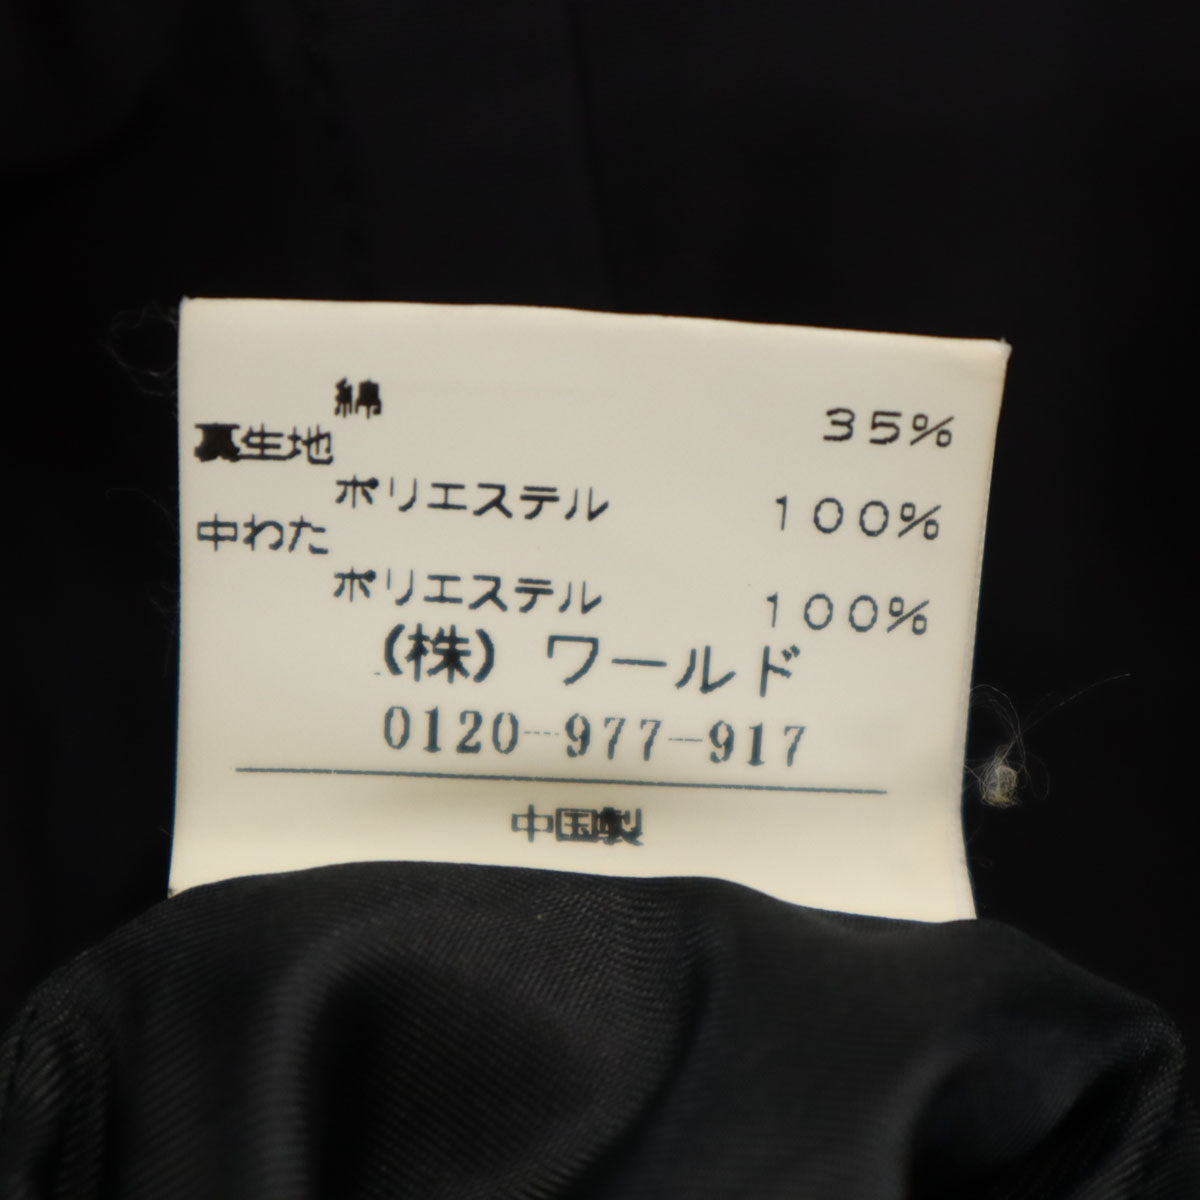 綿 35%
裏生地
ポリエステル 100%
中わた
ポリエステル 100%
(株) ワールド
0120-977-917
中国製